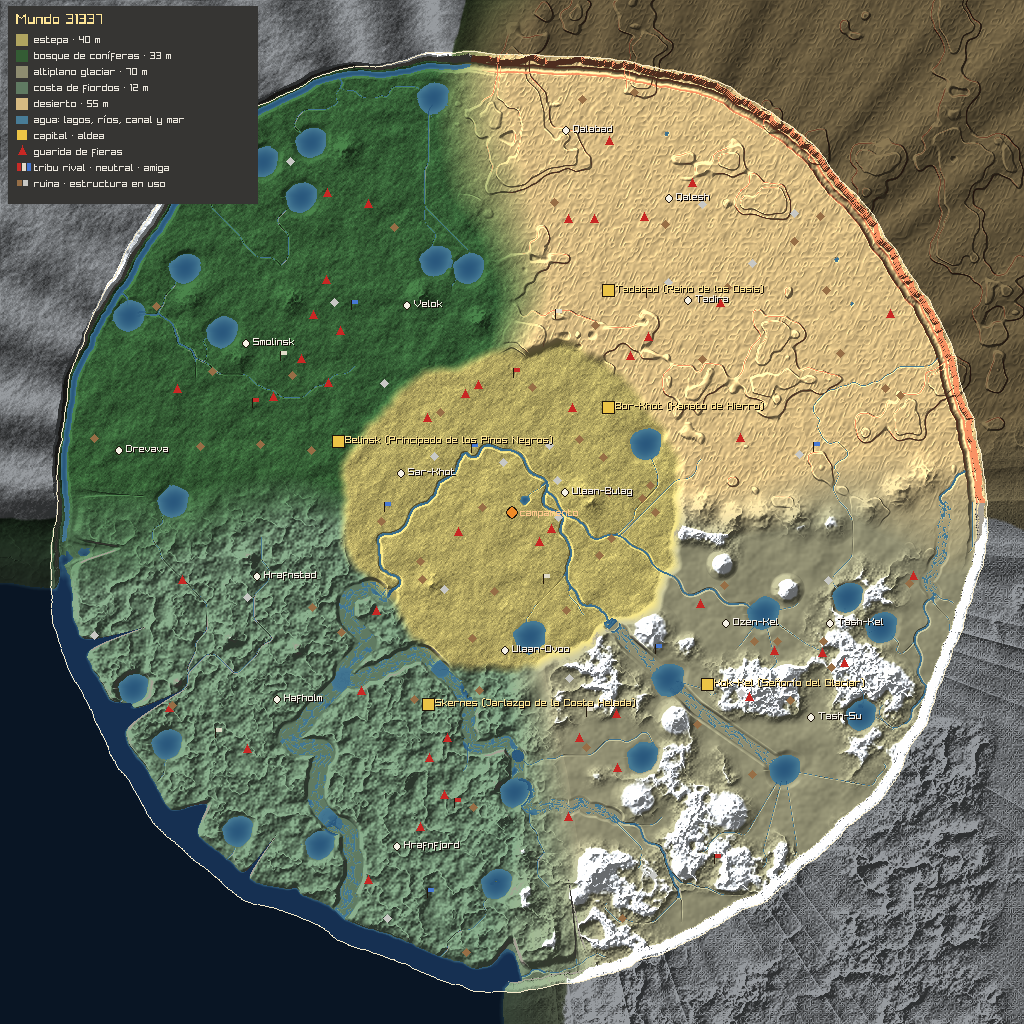 Mundo 31337
estepa · 40 m
bosque de coníferas · 33 m
altiplano glaciar · 70 m
costa de fiordos · 12 m
desierto · 55 m
agua: lagos, ríos, canal y mar
capital · aldea
guarida de fieras
tribu rival · neutral · amiga
ruina · estructura en uso
Qalabad
Qalesh
Tadabad (Reino de los Oasis)
Tadira
Velok
Smolinsk
Bor-Khot (Kanato de Hierro)
Belinsk (Principado de los Pinos Negros)
Drevava
Sar-Khot
Ulaan-Bulag
campamento
Hrafnstad
Ozen-Kel
Tash-Kel
Ulaan-Ovoo
Kok-Kel (Señorío del Glaciar)
Hafholm
Skernes (Jarlazgo de la Costa Helada)
Tash-Su
Hrafnfjord